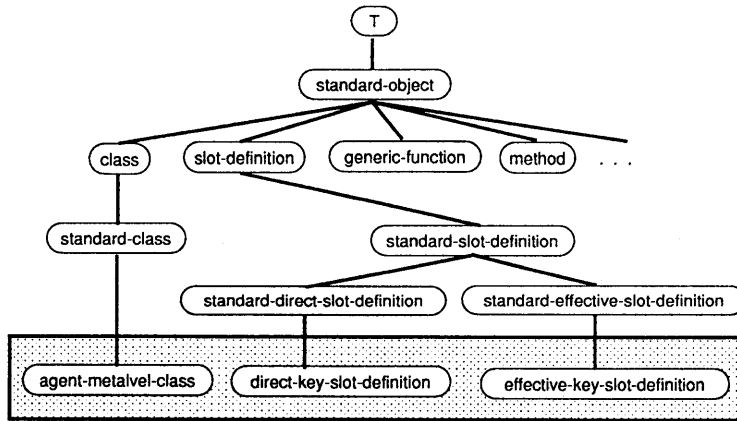 T
standard-object
class
slot-definition
generic-function
method
. . .
standard-class
standard-slot-definition
standard-direct-slot-definition
standard-effective-slot-definition
agent-metalvel-class
direct-key-slot-definition
effective-key-slot-definition